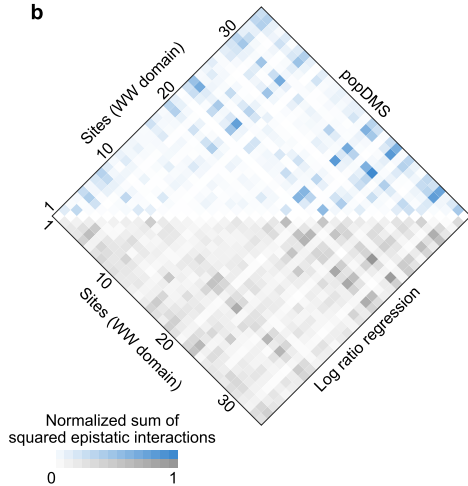 b
30
20
10
1
Sites (WW domain)
popDMS
1
10
20
30
Sites (WW domain)
Log ratio regression
Normalized sum of
squared epistatic interactions
0
1